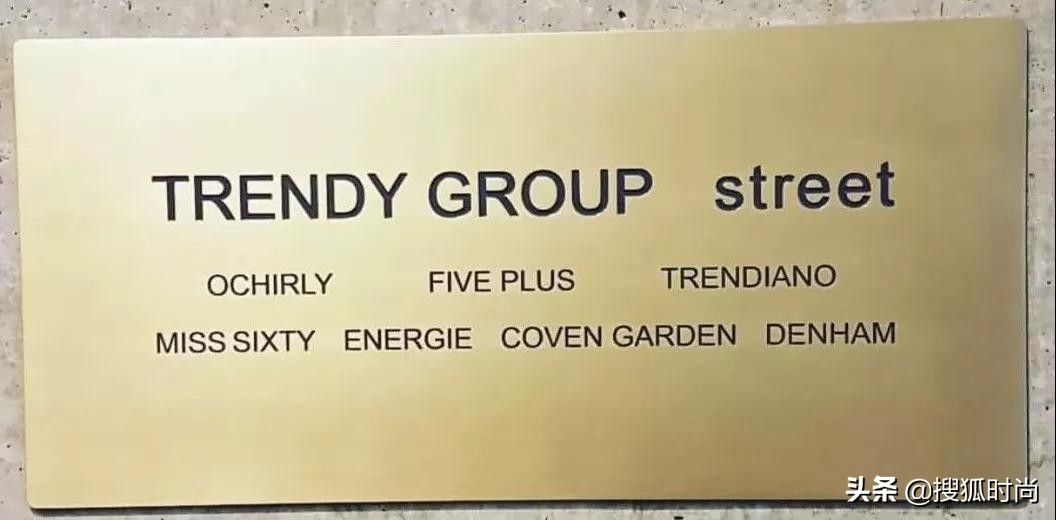 TRENDY GROUP street
OCHIRLY FIVE PLUS TRENDIANO
MISS SIXTY ENERGIE COVEN GARDEN DENHAM
头条 @搜狐时尚